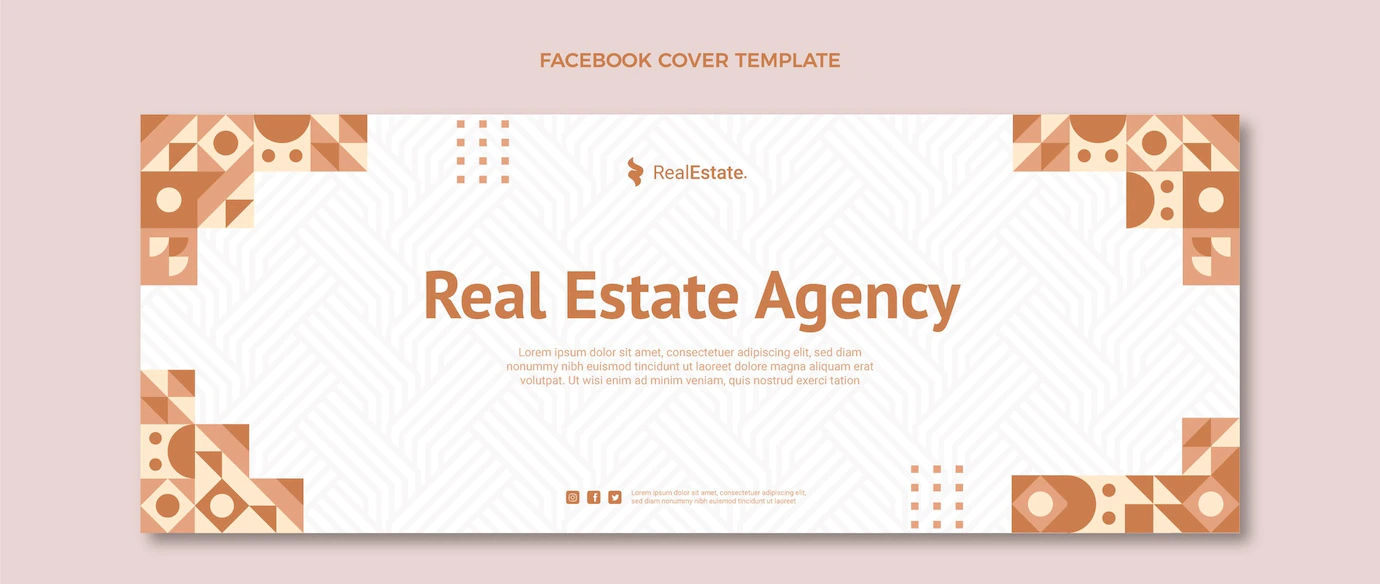 FACEBOOK COVER TEMPLATE
RealEstate.
Real Estate Agency
Lorem ipsum dolor sit amet, consectetuer adipiscing elit, sed diam
nonummy nibh euismod tincidunt ut laoreet dolore magna aliquam erat
volutpat. Ut wisi enim ad minim veniam, quis nostrud exerci tation
Lorem ipsum dolor sit amet, consectetuer adipiscing elit,
sed diam nonummy nibh euismod tincidunt ut laoreet